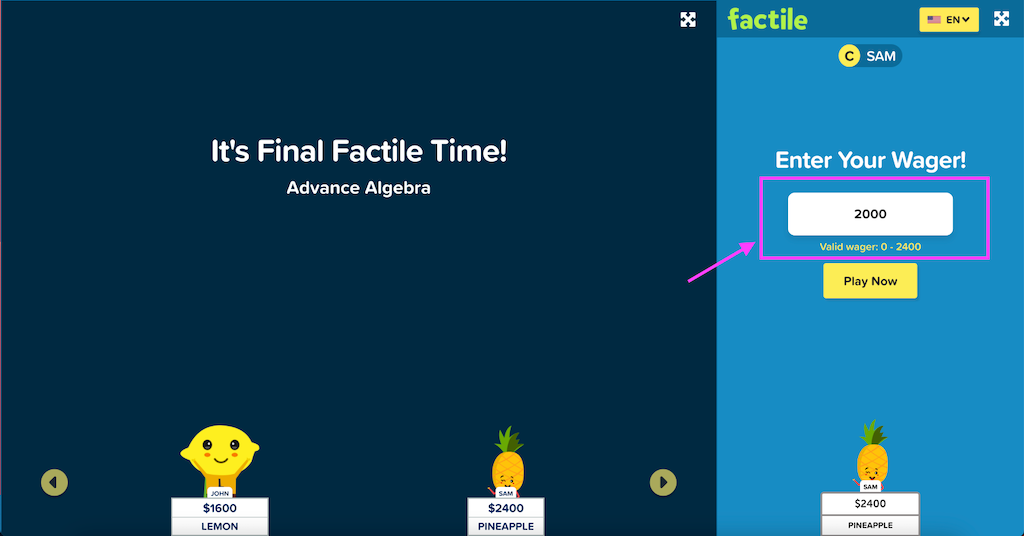 It's Final Factile Time!
Advance Algebra
JOHN
$1600
LEMON
SAM
$2400
PINEAPPLE
factile
EN
C SAM
Enter Your Wager!
2000
Valid wager: 0 - 2400
Play Now
SAM
$2400
PINEAPPLE